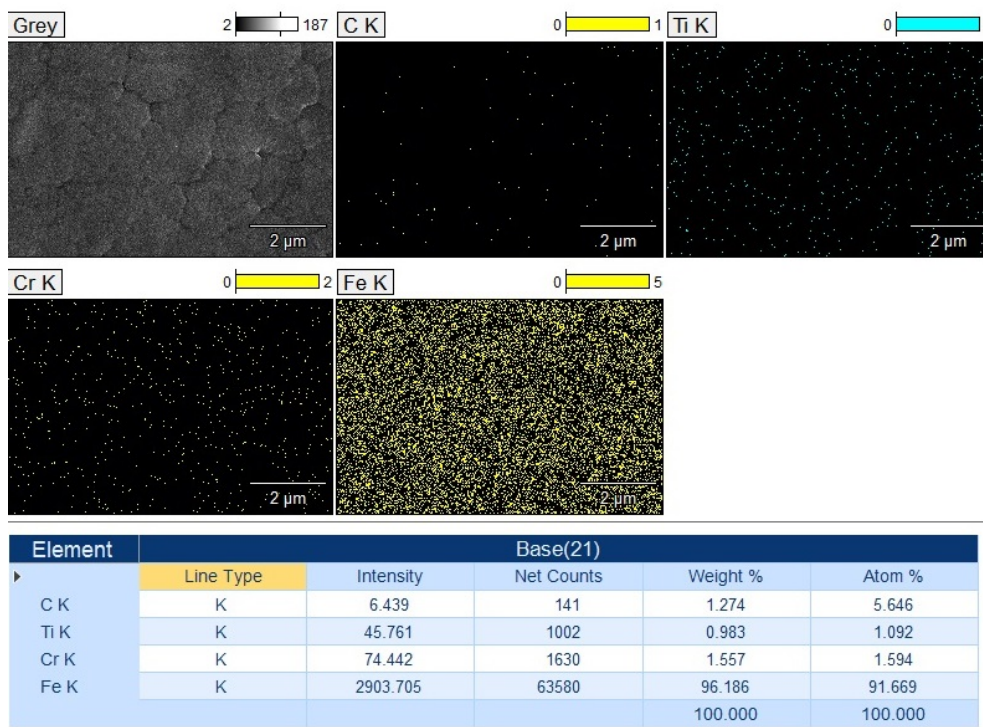 Grey 2 187 C K 0 1 Ti K 0
2 µm 2 µm 2 µm
Cr K 0 2 Fe K 0 5
2 µm 2 µm
Element Base(21)
Line Type Intensity Net Counts Weight % Atom %
C K K 6.439 141 1.274 5.646
Ti K K 45.761 1002 0.983 1.092
Cr K K 74.442 1630 1.557 1.594
Fe K K 2903.705 63580 96.186 91.669
100.000 100.000